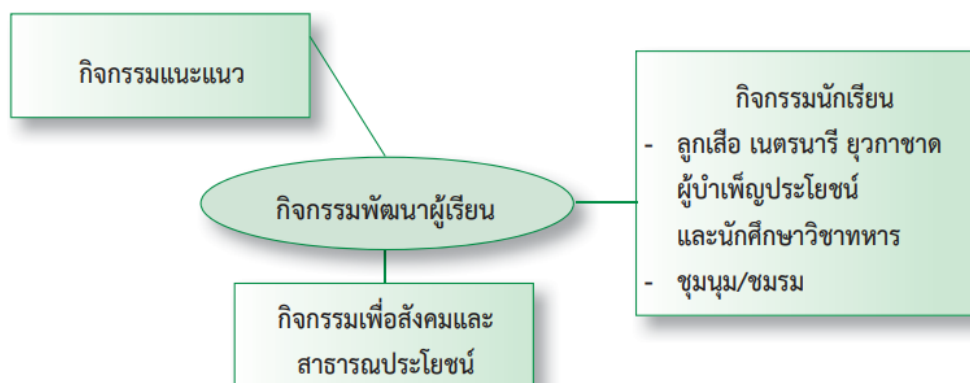 กิจกรรมแนะแนว
กิจกรรมนักเรียน
- ลูกเสือ เนตรนารี ยุวกาชาด
ผู้บำเพ็ญประโยชน์
และนักศึกษาวิชาทหาร
- ชุมนุม/ชมรม
กิจกรรมพัฒนาผู้เรียน
กิจกรรมเพื่อสังคมและ
สาธารณประโยชน์